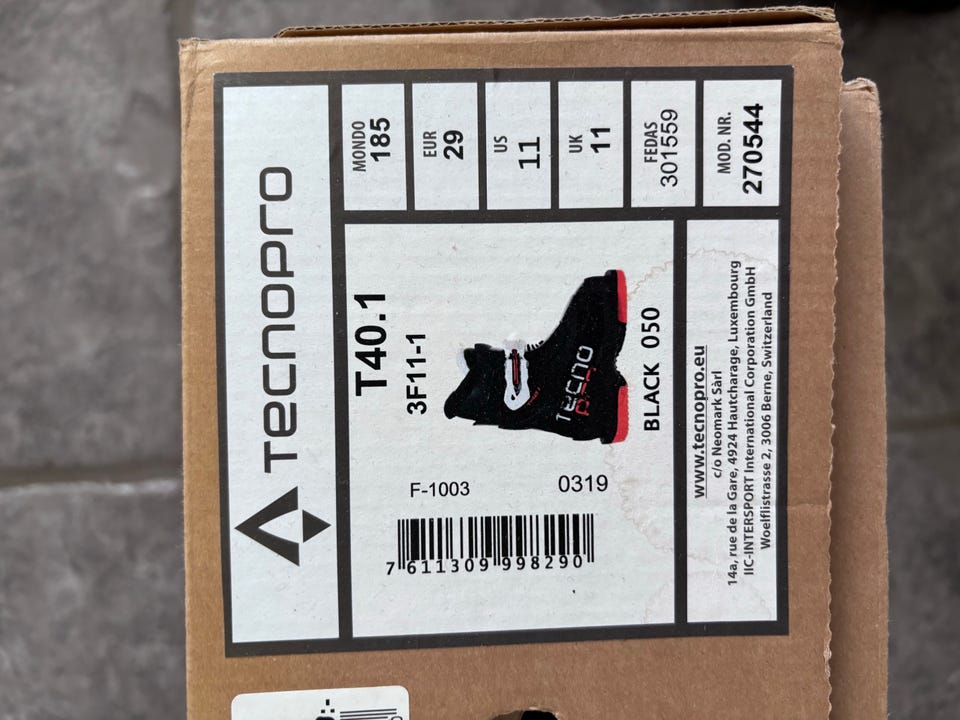 TECNOPRO
MONDO
185
EUR
29
US
11
UK
11
FEDAS
301559
MOD. NR.
270544
T40.1
3F11-1
TECNO
PRO
BLACK 050
F-1003
0319
7 611309 998290
www.tecnopro.eu
c/o Neomark Sàrl
14a, rue de la Gare, 4924 Hautcharage, Luxembourg
IIC-INTERSPORT International Corporation GmbH
Woelflistrasse 2, 3006 Berne, Switzerland